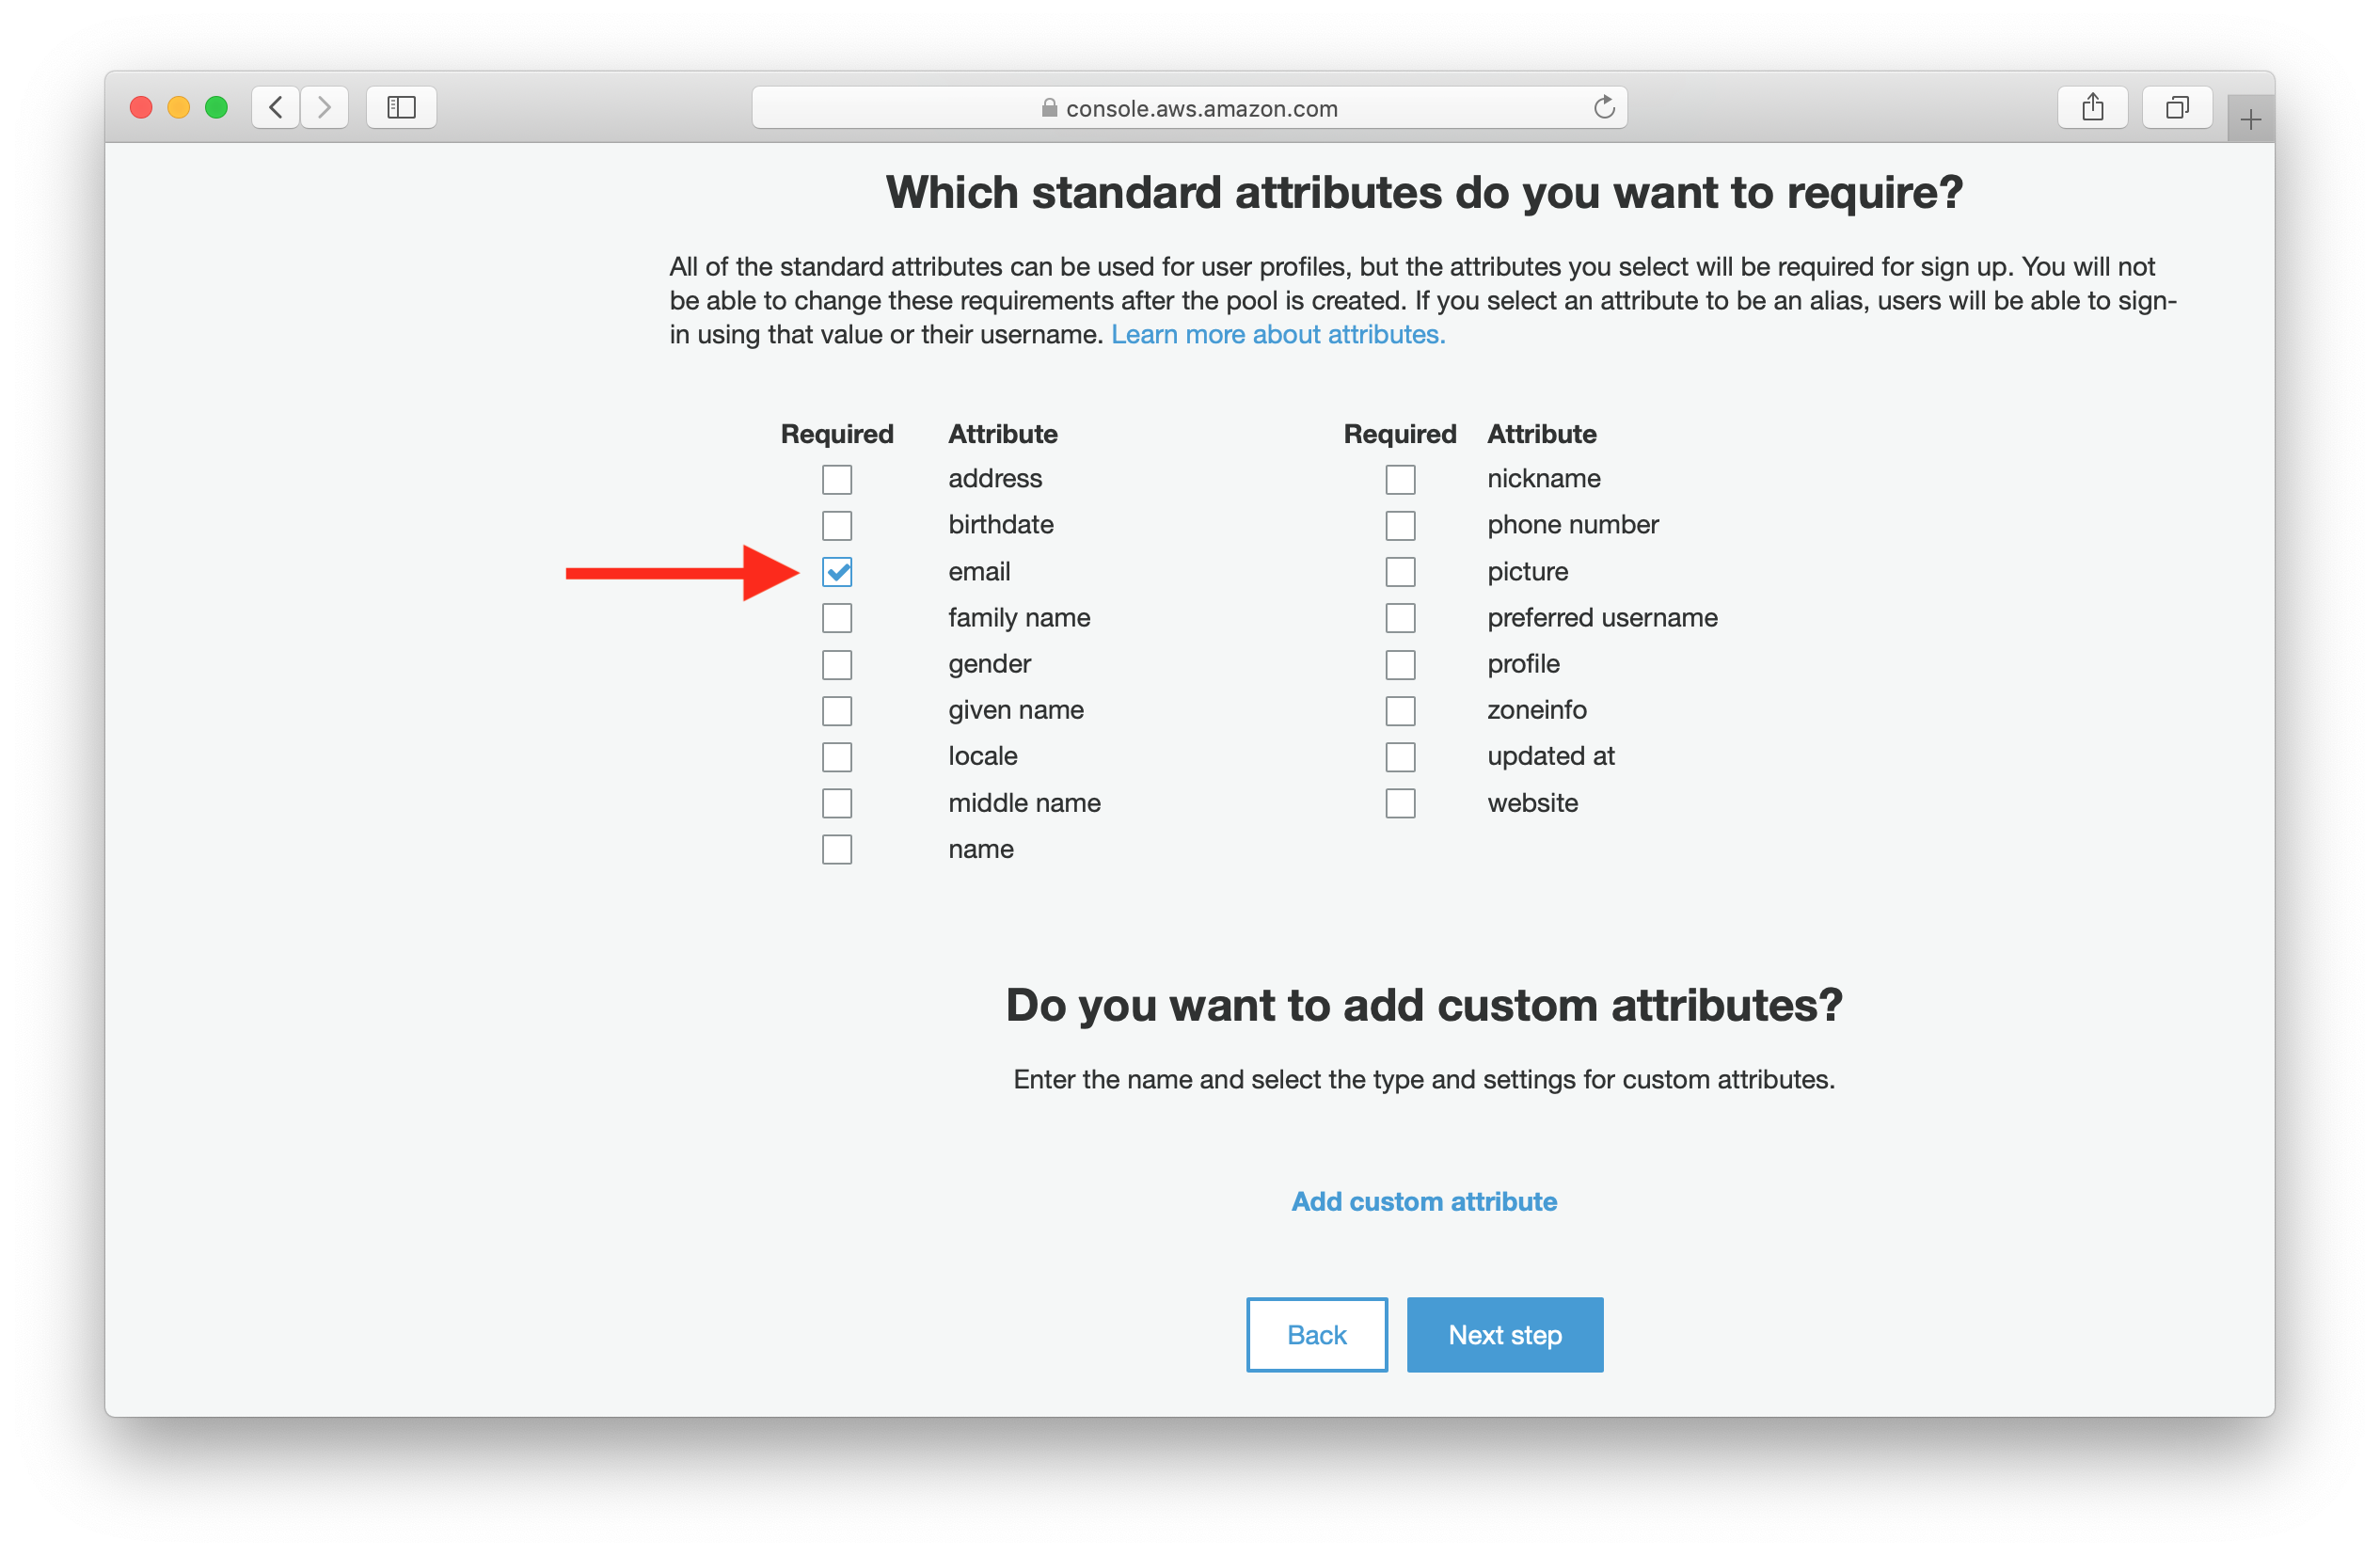 console.aws.amazon.com
Which standard attributes do you want to require?
All of the standard attributes can be used for user profiles, but the attributes you select will be required for sign up. You will not
be able to change these requirements after the pool is created. If you select an attribute to be an alias, users will be able to sign-
in using that value or their username. Learn more about attributes.
Required Attribute Required Attribute
address nickname
birthdate phone number
email picture
family name preferred username
gender profile
given name zoneinfo
locale updated at
middle name website
name
Do you want to add custom attributes?
Enter the name and select the type and settings for custom attributes.
Add custom attribute
Back Next step